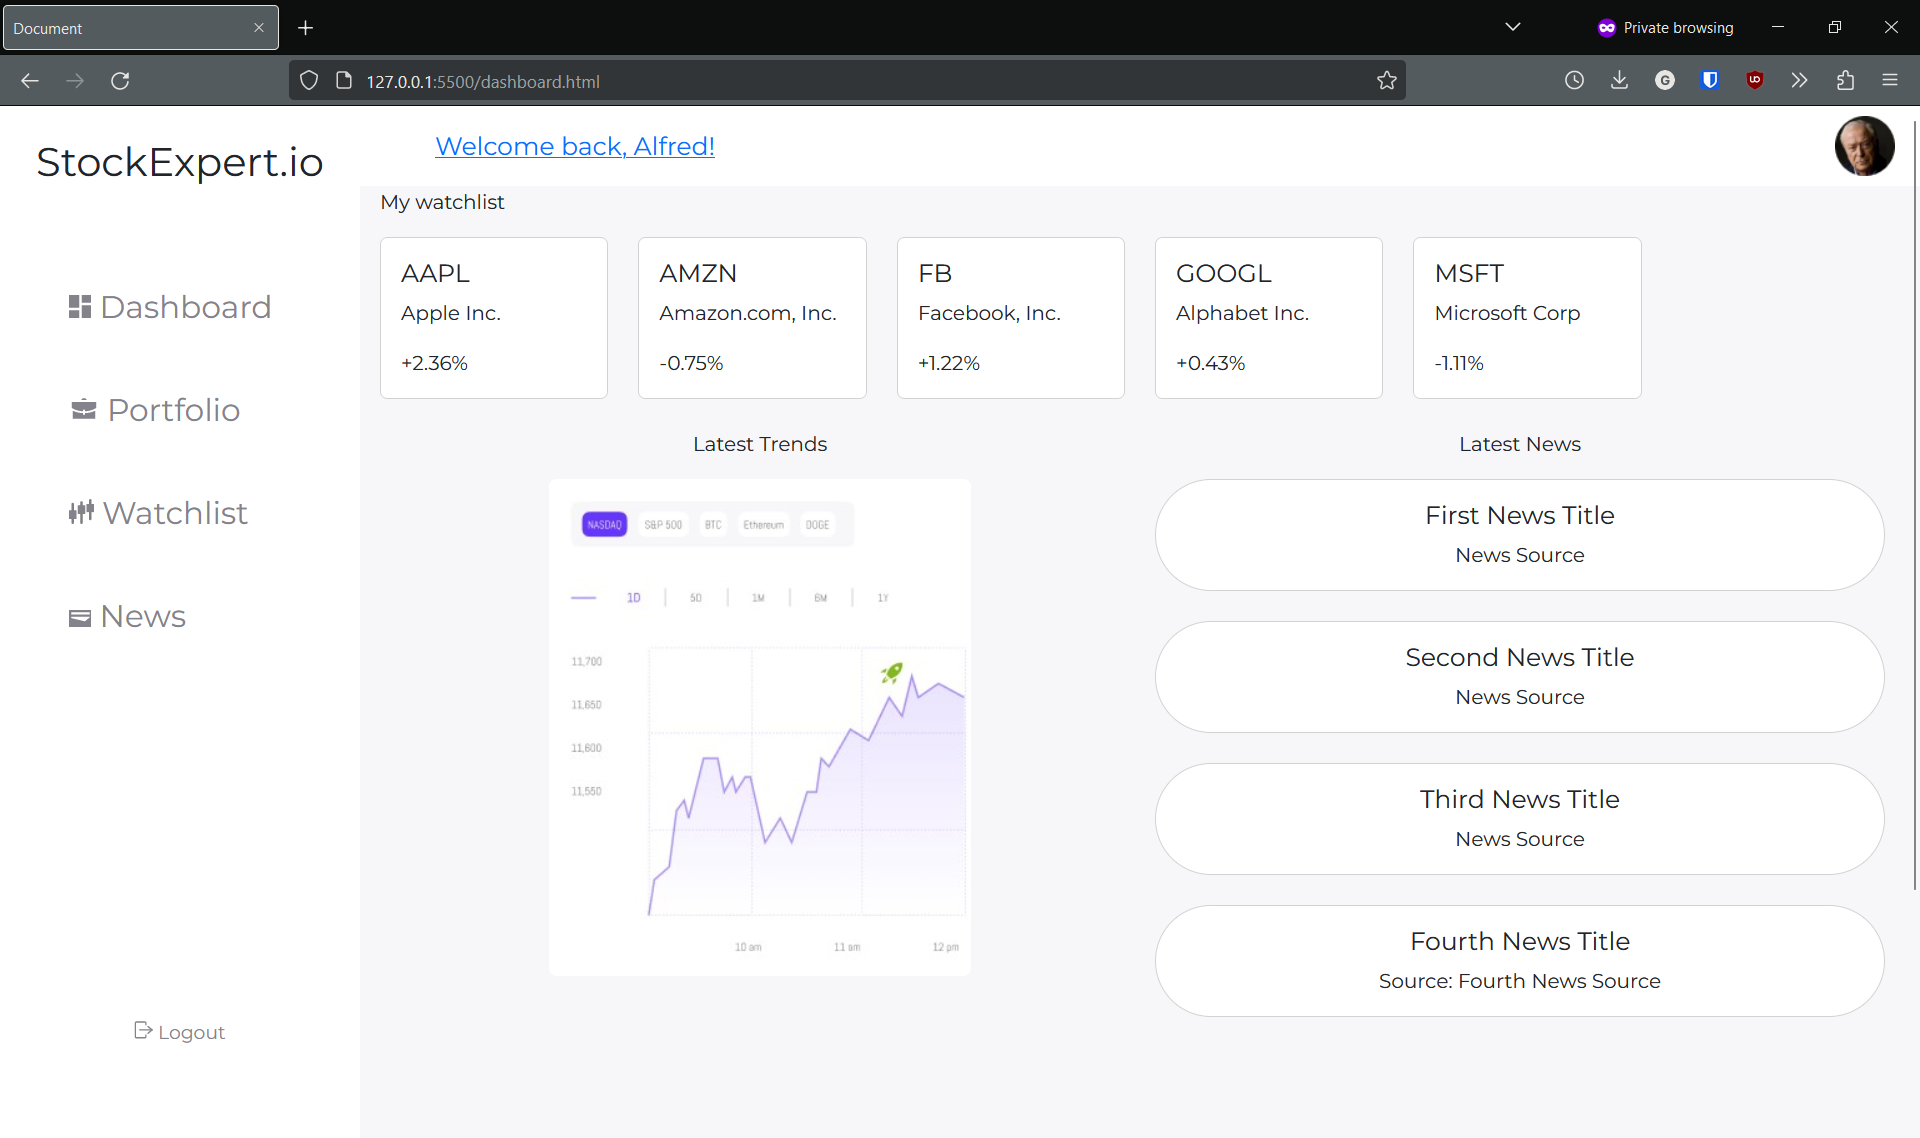 Document
Private browsing
127.0.0.1:5500/dashboard.html
StockExpert.io
Welcome back, Alfred!
Dashboard
Portfolio
Watchlist
News
Logout
My watchlist
AAPL
Apple Inc.
+2.36%
AMZN
Amazon.com, Inc.
-0.75%
FB
Facebook, Inc.
+1.22%
GOOGL
Alphabet Inc.
+0.43%
MSFT
Microsoft Corp
-1.11%
Latest Trends
NASDAQ S&P 500 BTC Ethereum DOGE
1D 5D 1M 6M 1Y
11,700
11,650
11,600
11,550
10 am 11 am 12 pm
Latest News
First News Title
News Source
Second News Title
News Source
Third News Title
News Source
Fourth News Title
Source: Fourth News Source